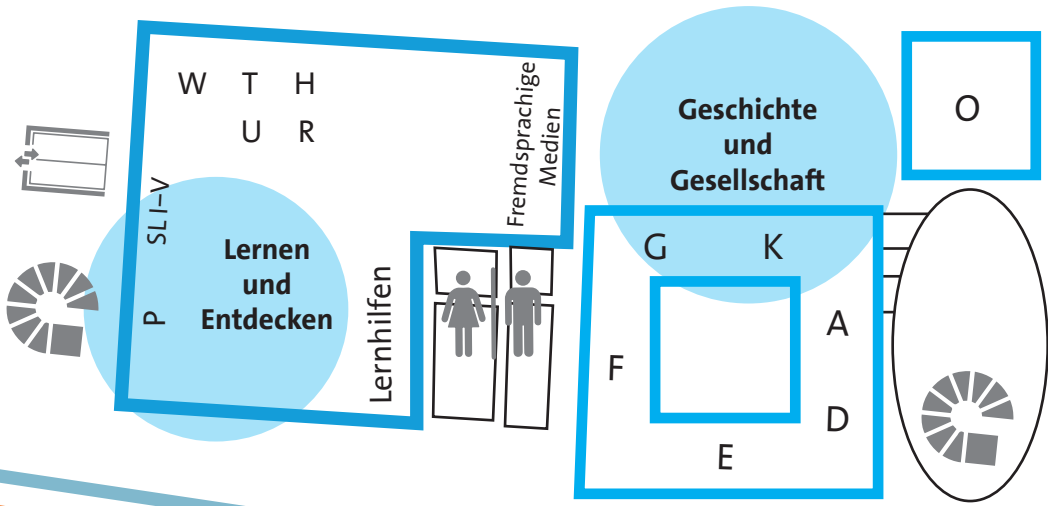 W T H
U R
SL I–V
P
Lernen
und
Entdecken
Lernhilfen
Fremdsprachige
Medien
Geschichte
und
Gesellschaft
O
G K
A
F
D
E